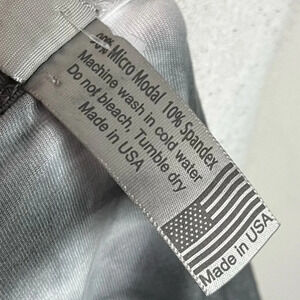 90% Micro Modal 10% Spandex
Machine wash in cold water
Do not bleach, Tumble dry
Made in USA
Made in USA